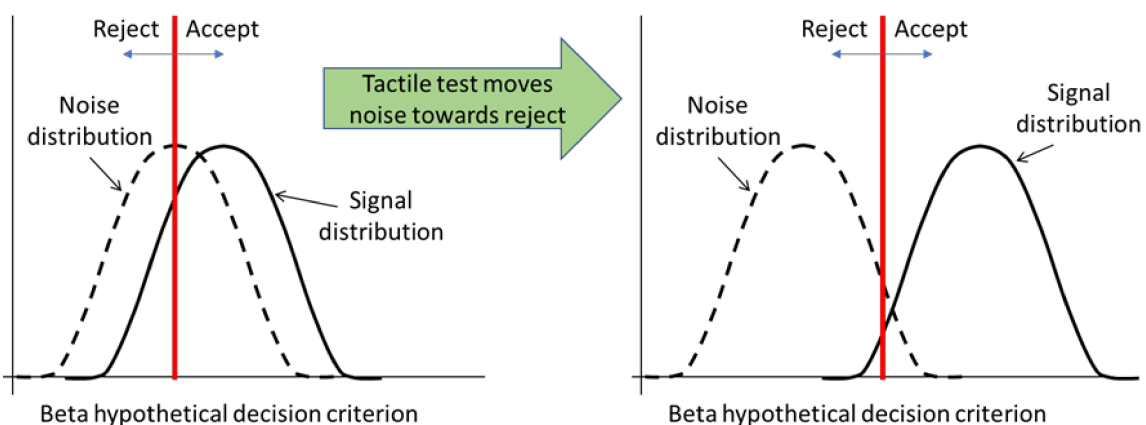 Reject Accept
Noise
distribution
Signal
distribution
Beta hypothetical decision criterion
Tactile test moves
noise towards reject
Reject Accept
Noise
distribution
Signal
distribution
Beta hypothetical decision criterion